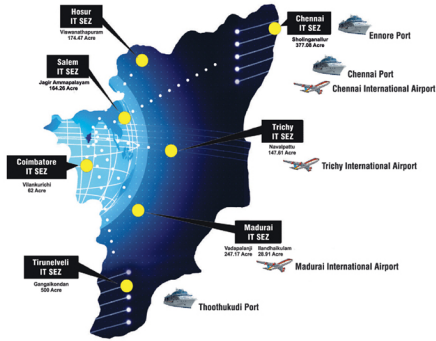 Hosur
IT SEZ
Viswanathapuram
174.47 Acre
Chennai
IT SEZ
Sholinganallur
377.08 Acre
Ennore Port
Salem
IT SEZ
Jagir Ammapalayam
164.26 Acre
Chennai Port
Chennai International Airport
Trichy
IT SEZ
Navalpattu
147.61 Acre
Trichy International Airport
Coimbatore
IT SEZ
Vilankurichi
62 Acre
Madurai
IT SEZ
Vadapalanji Ilandhaikulam
247.17 Acre 28.91 Acre
Madurai International Airport
Tirunelveli
IT SEZ
Gangaikondan
500 Acre
Thoothukudi Port